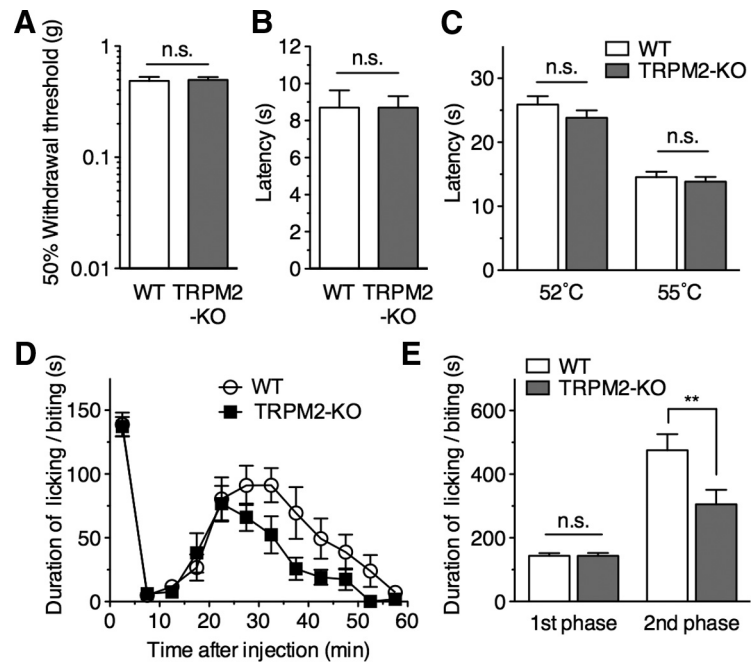 A
50% Withdrawal threshold (g)
1
0.1
0.01
n.s.
WT TRPM2
-KO
B
Latency (s)
12
10
8
6
4
2
0
n.s.
WT TRPM2
-KO
C
WT
TRPM2-KO
Latency (s)
30
20
10
0
n.s.
n.s.
52°C 55°C
D
Duration of licking / biting (s)
WT
TRPM2-KO
150
100
50
0
0 10 20 30 40 50 60
Time after injection (min)
E
WT
TRPM2-KO
Duration of licking / biting (s)
600
400
200
0
n.s.
**
1st phase 2nd phase